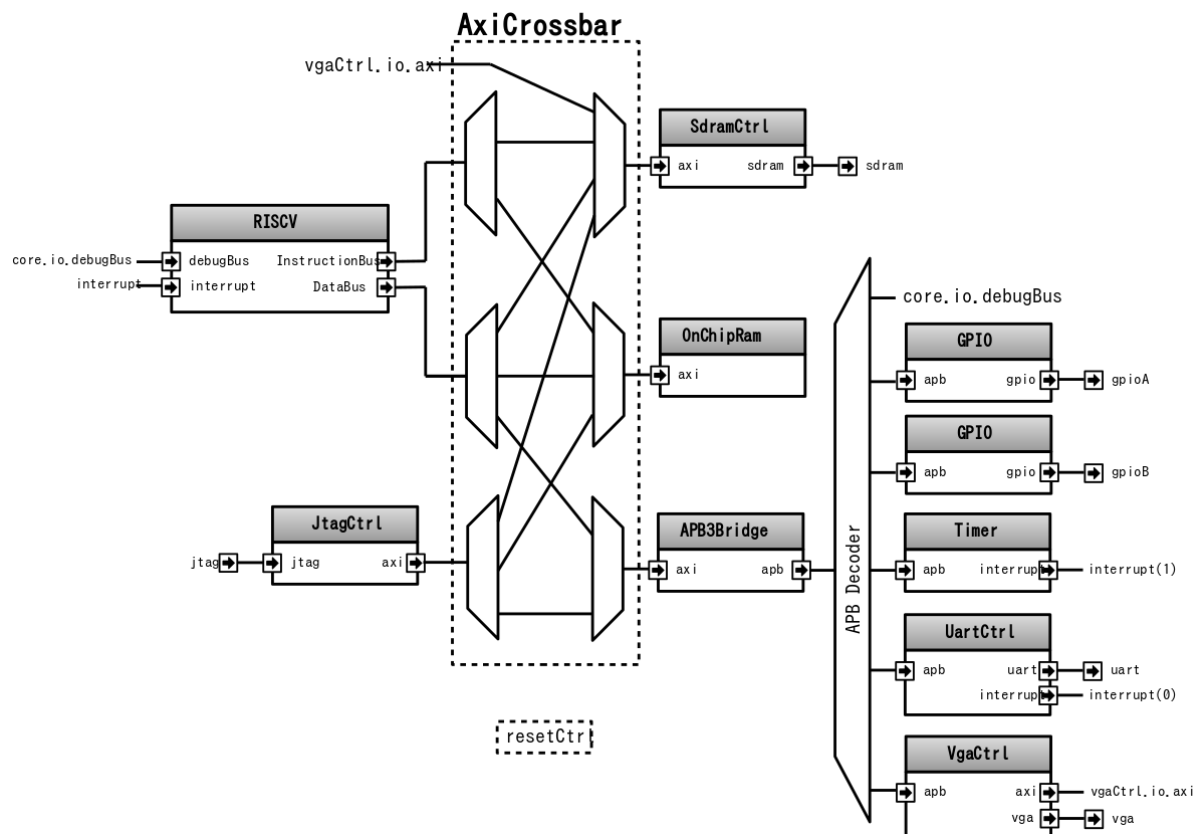 AxiCrossbar
vgaCtrl.io.axi
SdramCtrl
axi
sdram
sdram
RISCV
core.io.debugBus
debugBus
InstructionBus
interrupt
interrupt
DataBus
OnChipRam
axi
core.io.debugBus
GPIO
apb
gpio
gpioA
GPIO
apb
gpio
gpioB
JtagCtrl
jtag
jtag
axi
APB3Bridge
axi
apb
APB Decoder
Timer
apb
interrupt
interrupt(1)
UartCtrl
apb
uart
uart
interrupt
interrupt(0)
resetCtrl
VgaCtrl
apb
axi
vgaCtrl.io.axi
vga
vga